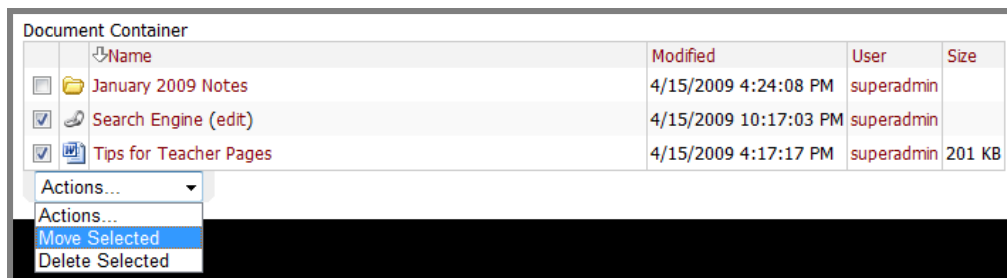 Document Container
Name Modified User Size
January 2009 Notes 4/15/2009 4:24:08 PM superadmin
Search Engine (edit) 4/15/2009 10:17:03 PM superadmin
Tips for Teacher Pages 4/15/2009 4:17:17 PM superadmin 201 KB
Actions...
Actions...
Move Selected
Delete Selected